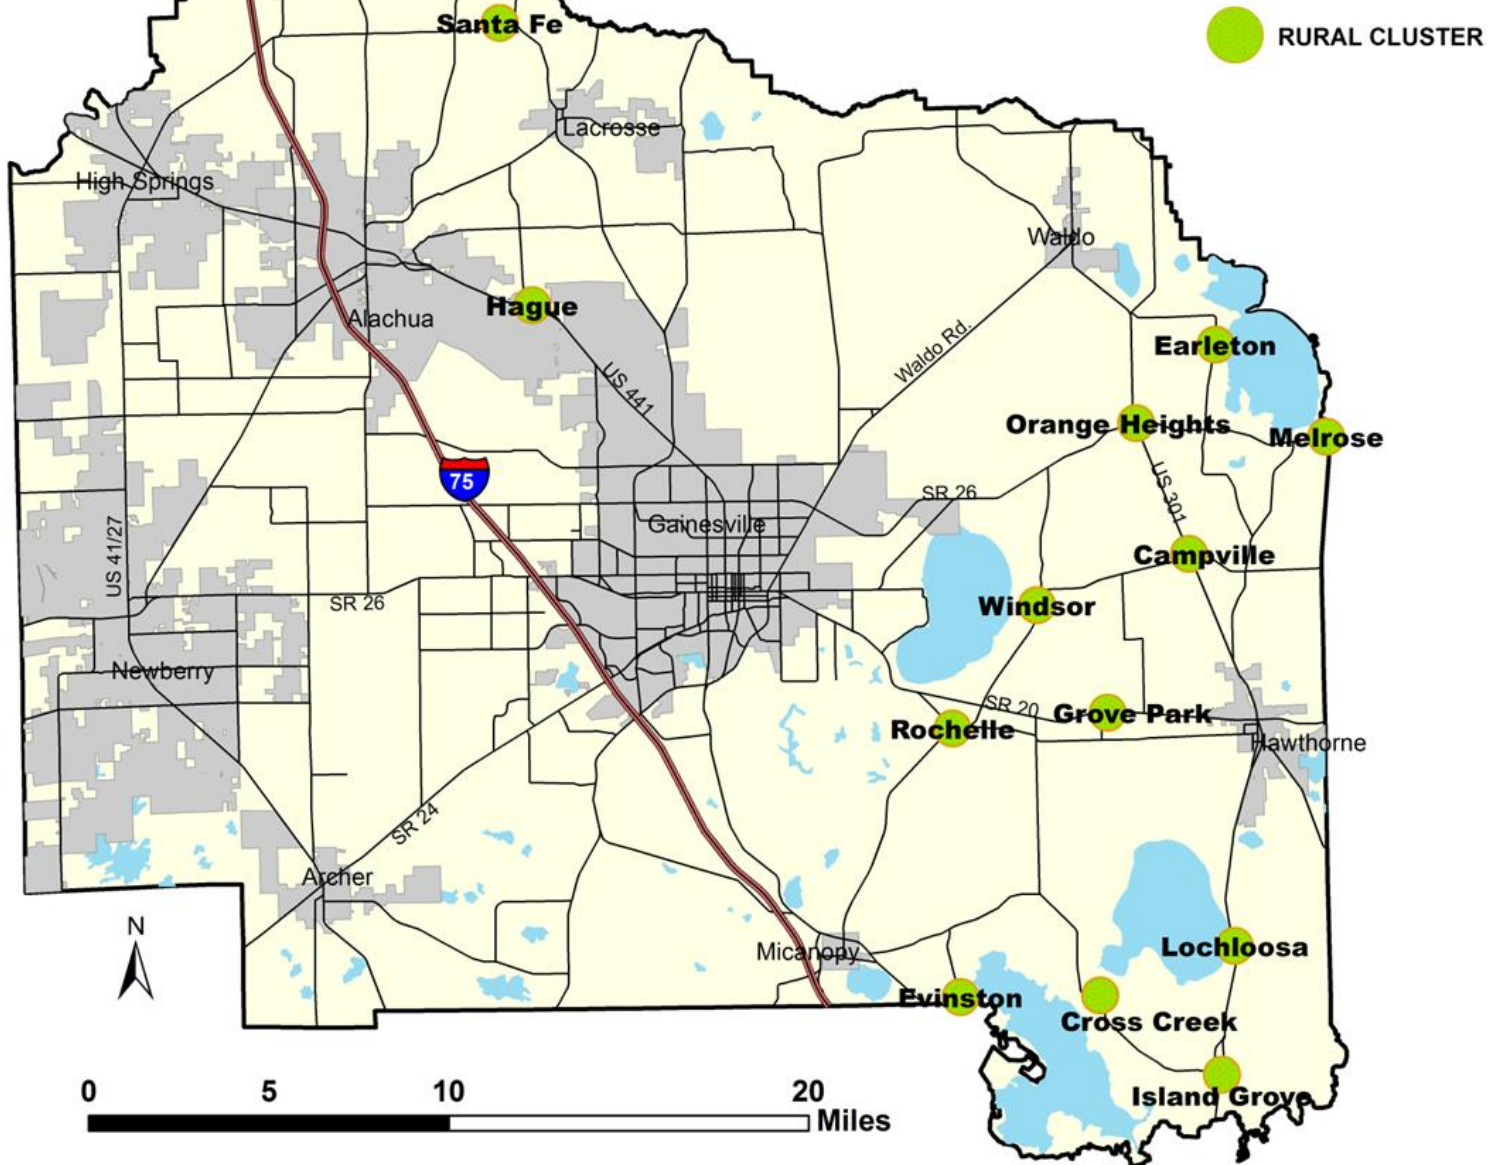 Santa Fe
RURAL CLUSTER
Lacrosse
High Springs
Waldo
Hague
Alachua
Earleton
Waldo Rd.
US 441
Orange Heights
Melrose
75
SR 26
US 301
Gainesville
US 41/27
Campville
SR 26
Windsor
Newberry
SR 20
Grove Park
Rochelle
Hawthorne
SR 24
Archer
N
Micanopy
Lochloosa
Evinston
Cross Creek
0 5 10 20
Island Grove
Miles